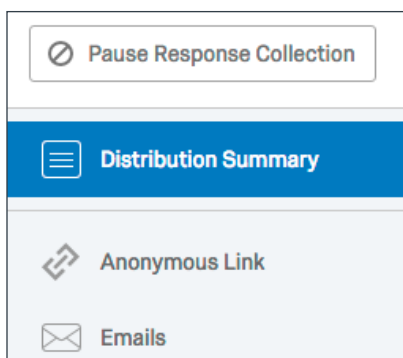 Pause Response Collection
Distribution Summary
Anonymous Link
Emails